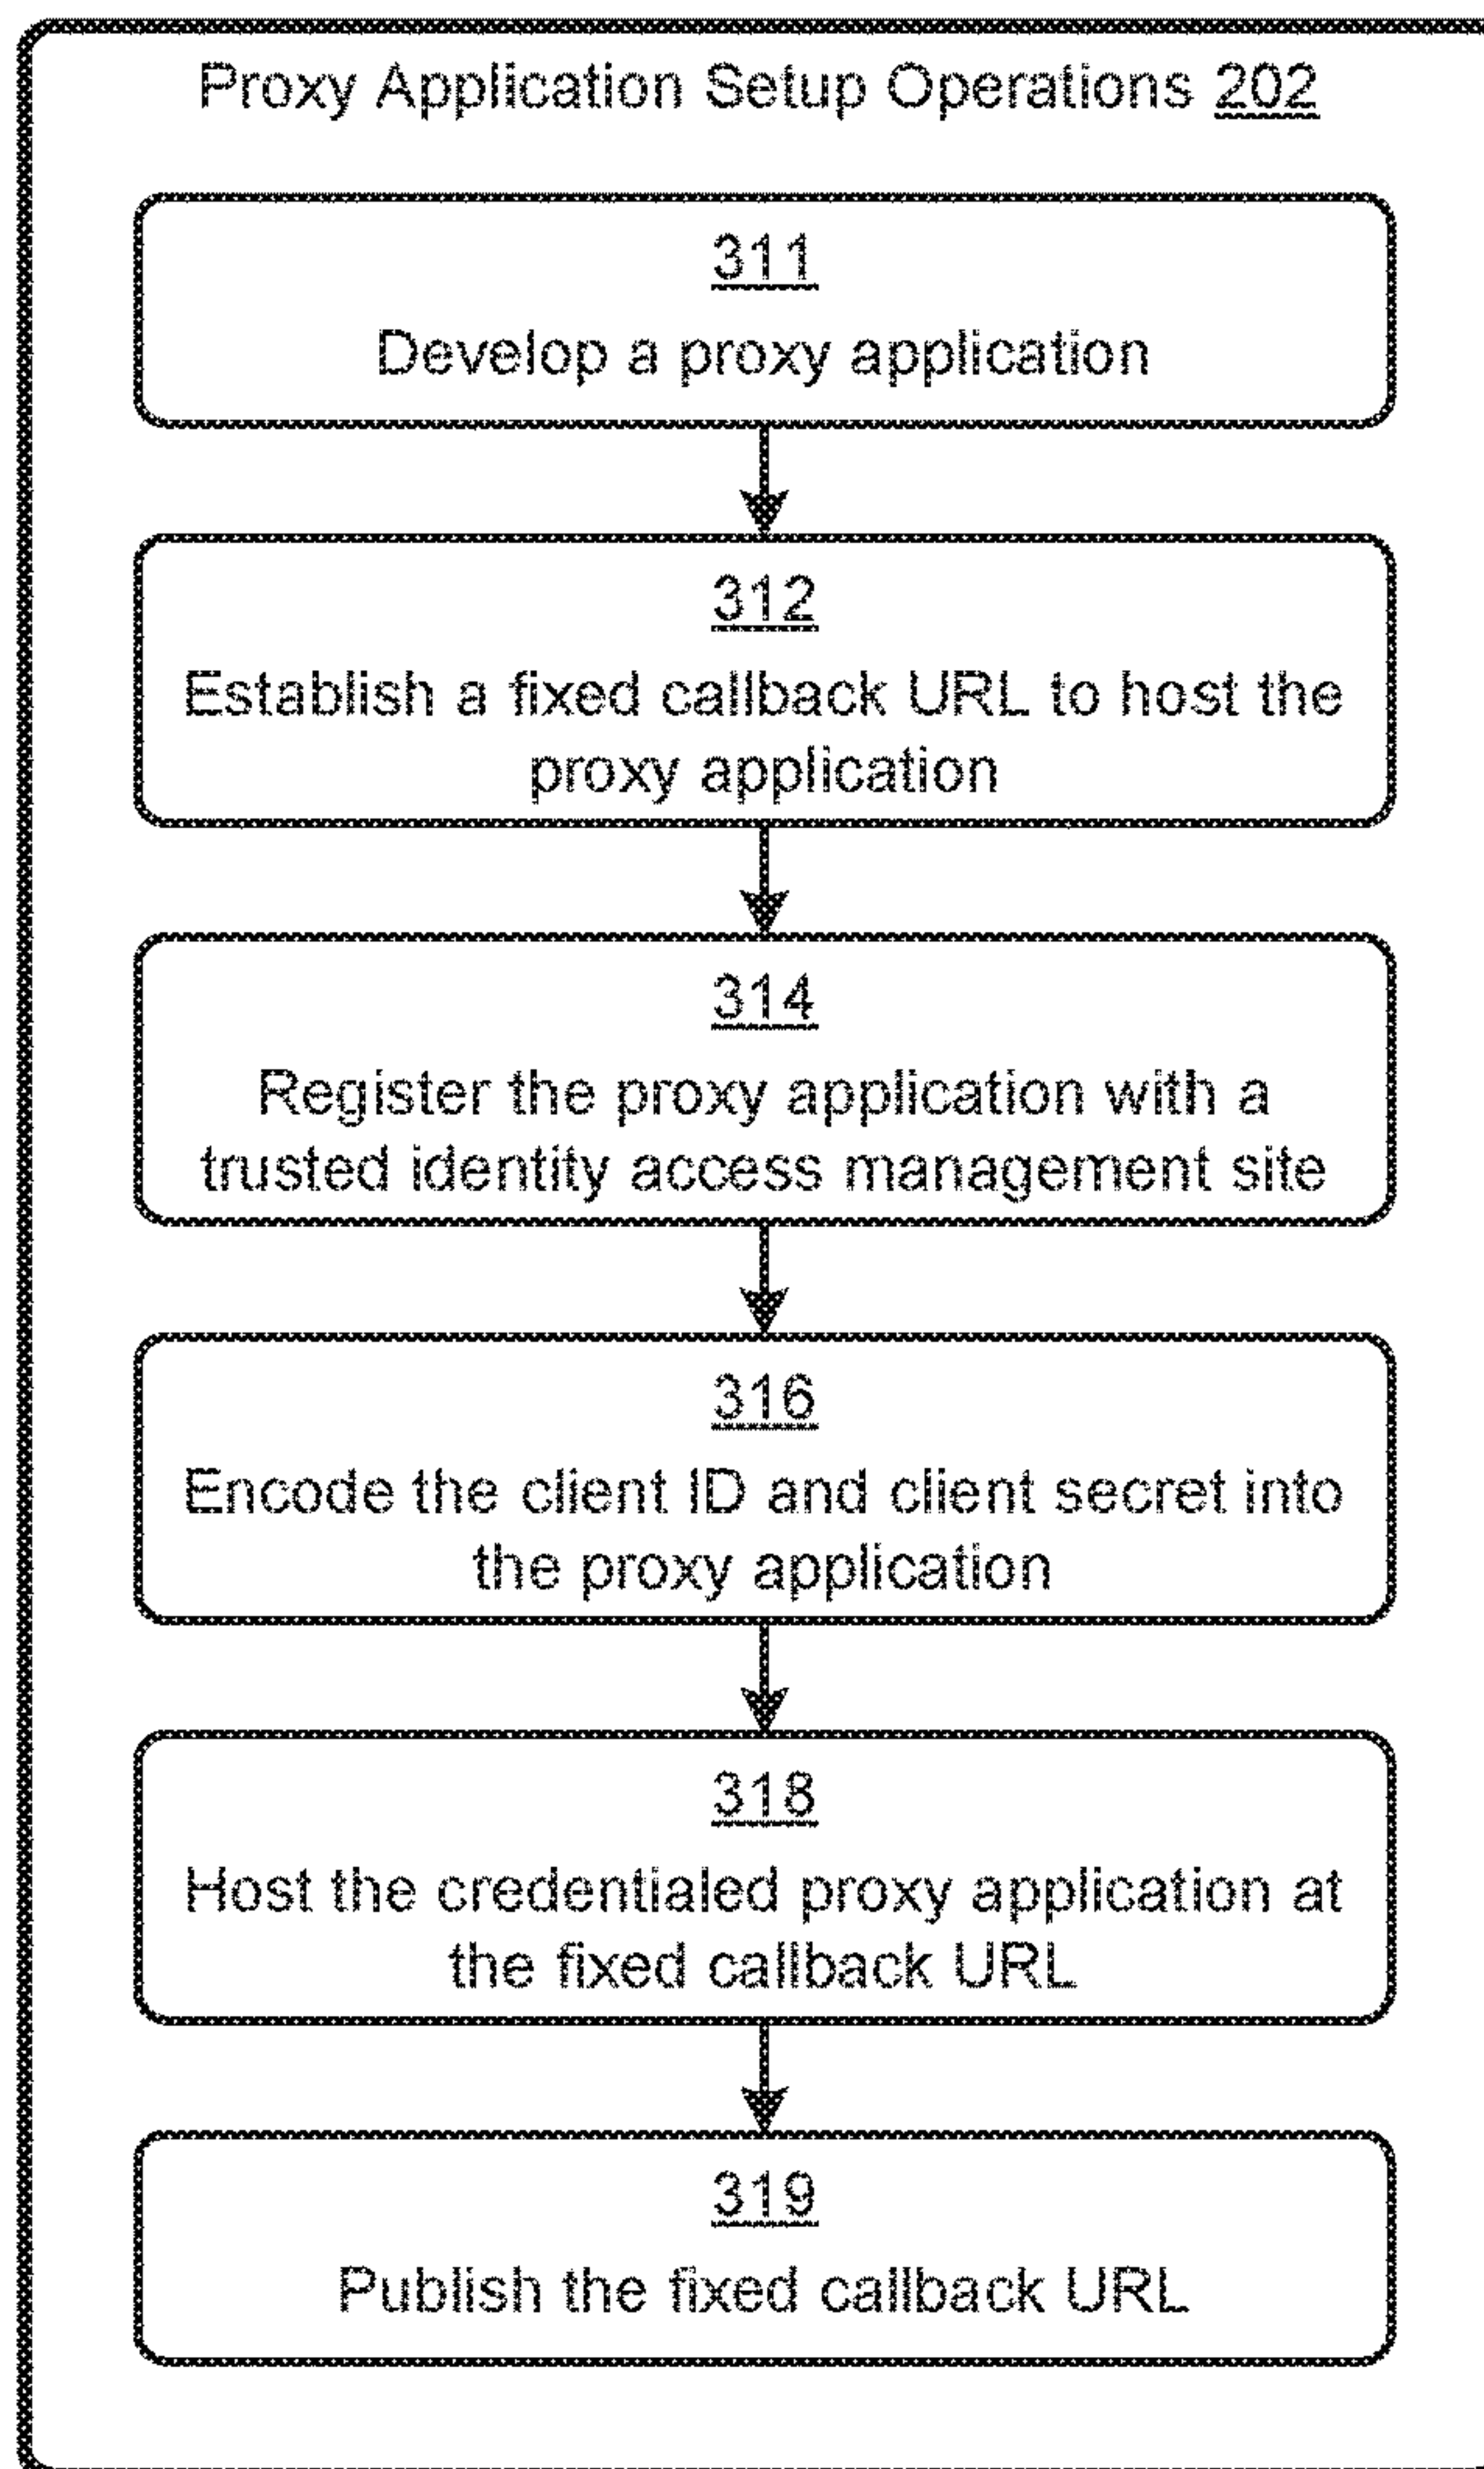 Proxy Application Setup Operations 202
311
Develop a proxy application
312
Establish a fixed callback URL to host the
proxy application
314
Register the proxy application with a
trusted identity access management site
316
Encode the client ID and client secret into
the proxy application
318
Host the credentialed proxy application at
the fixed callback URL
319
Publish the fixed callback URL